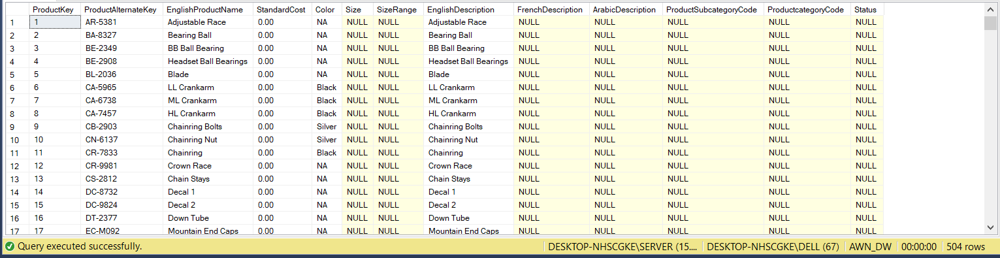 ProductKey ProductAlternateKey EnglishProductName StandardCost Color Size SizeRange EnglishDescription FrenchDescription ArabicDescription ProductSubcategoryCode ProductcategoryCode Status
1 1 AR-5381 Adjustable Race 0.00 NA NULL NULL Adjustable Race NULL NULL NULL NULL NULL
2 2 BA-8327 Bearing Ball 0.00 NA NULL NULL Bearing Ball NULL NULL NULL NULL NULL
3 3 BE-2349 BB Ball Bearing 0.00 NA NULL NULL BB Ball Bearing NULL NULL NULL NULL NULL
4 4 BE-2908 Headset Ball Bearings 0.00 NA NULL NULL Headset Ball Bearings NULL NULL NULL NULL NULL
5 5 BL-2036 Blade 0.00 NA NULL NULL Blade NULL NULL NULL NULL NULL
6 6 CA-5965 LL Crankarm 0.00 Black NULL NULL LL Crankarm NULL NULL NULL NULL NULL
7 7 CA-6738 ML Crankarm 0.00 Black NULL NULL ML Crankarm NULL NULL NULL NULL NULL
8 8 CA-7457 HL Crankarm 0.00 Black NULL NULL HL Crankarm NULL NULL NULL NULL NULL
9 9 CB-2903 Chainring Bolts 0.00 Silver NULL NULL Chainring Bolts NULL NULL NULL NULL NULL
10 10 CN-6137 Chainring Nut 0.00 Silver NULL NULL Chainring Nut NULL NULL NULL NULL NULL
11 11 CR-7833 Chainring 0.00 Black NULL NULL Chainring NULL NULL NULL NULL NULL
12 12 CR-9981 Crown Race 0.00 NA NULL NULL Crown Race NULL NULL NULL NULL NULL
13 13 CS-2812 Chain Stays 0.00 NA NULL NULL Chain Stays NULL NULL NULL NULL NULL
14 14 DC-8732 Decal 1 0.00 NA NULL NULL Decal 1 NULL NULL NULL NULL NULL
15 15 DC-9824 Decal 2 0.00 NA NULL NULL Decal 2 NULL NULL NULL NULL NULL
16 16 DT-2377 Down Tube 0.00 NA NULL NULL Down Tube NULL NULL NULL NULL NULL
17 17 EC-M092 Mountain End Caps 0.00 NA NULL NULL Mountain End Caps NULL NULL NULL NULL NULL
Query executed successfully. DESKTOP-NHSCGKE\SERVER (15.... DESKTOP-NHSCGKE\DELL (67) AWN_DW 00:00:00 504 rows